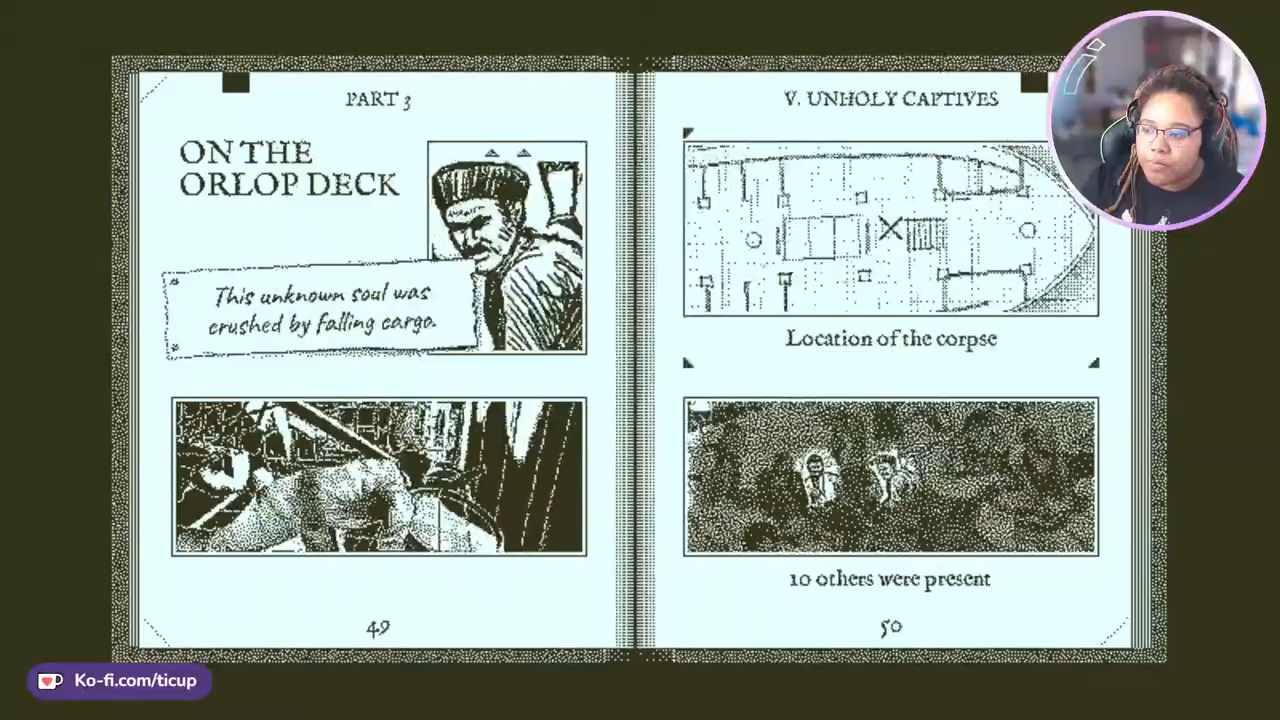 PART 3
ON THE
ORLOP DECK
This unknown soul was
crushed by falling cargo.
49
V. UNHOLY CAPTIVES
Location of the corpse
10 others were present
50
Ko-fi.com/ticup